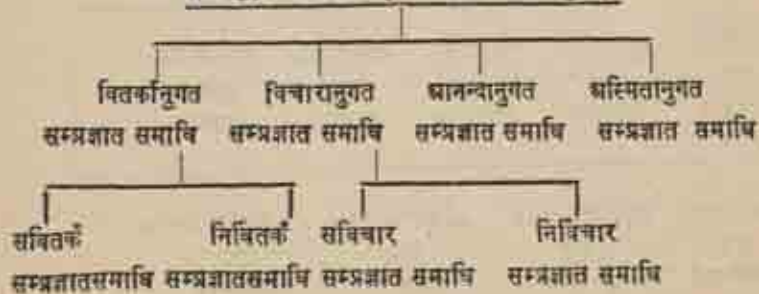 वितर्कानुगत विचारानुगत आनन्दानुगत अस्मितानुगत
सम्प्रज्ञात समाधि सम्प्रज्ञात समाधि सम्प्रज्ञात समाधि सम्प्रज्ञात समाधि
सवितर्क निर्वितर्क सविचार निर्विचार
सम्प्रज्ञातसमाधि सम्प्रज्ञातसमाधि सम्प्रज्ञात समाधि सम्प्रज्ञात समाधि